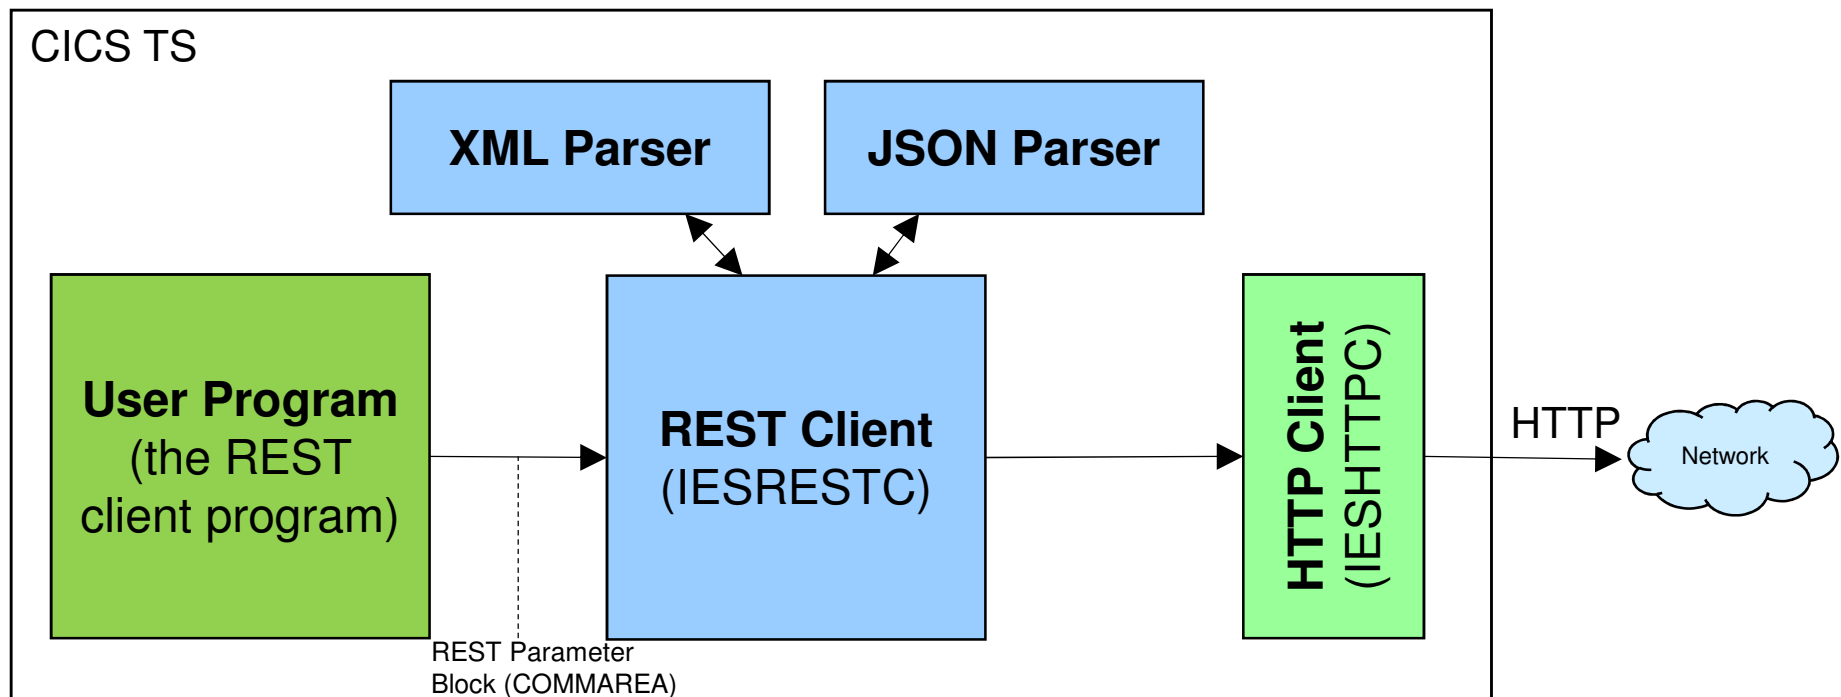 CICS TS
XML Parser
JSON Parser
User Program
(the REST
client program)
REST Client
(IESRESTC)
HTTP Client
(IESHTTPC)
HTTP
Network
REST Parameter
Block (COMMAREA)